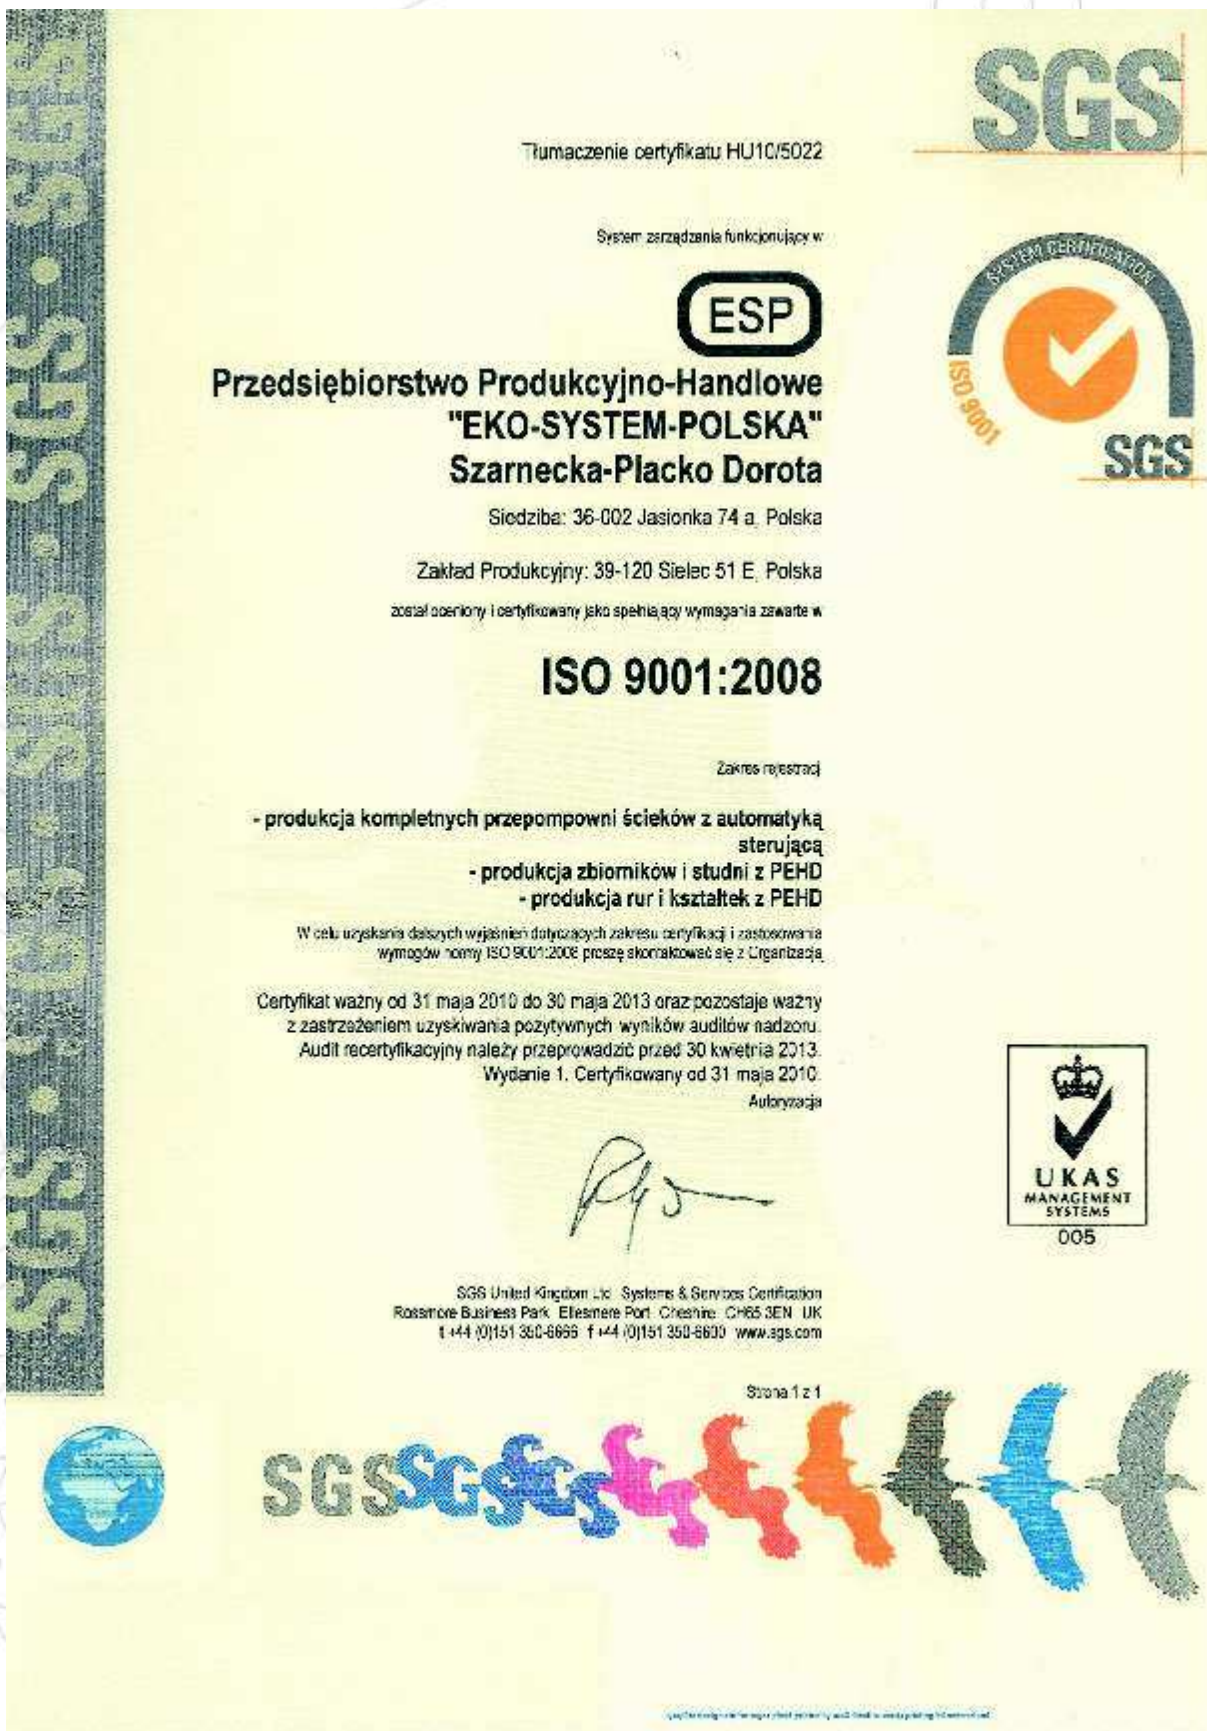 SGS
Tłumaczenie certyfikatu HU10/5022
System zarządzania funkcjonujący w
ESP
SYSTEM CERTIFICATION
ISO 9001
SGS
Przedsiębiorstwo Produkcyjno-Handlowe
"EKO-SYSTEM-POLSKA"
Szarnecka-Placko Dorota
Siedziba: 36-002 Jasionka 74 a, Polska
Zakład Produkcyjny: 39-120 Sielec 51 E, Polska
został oceniony i certyfikowany jako spełniający wymagania zawarte w
ISO 9001:2008
Zakres rejestracji
- produkcja kompletnych przepompowni ścieków z automatyką
sterującą
- produkcja zbiorników i studni z PEHD
- produkcja rur i kształtek z PEHD
W celu uzyskania dalszych wyjaśnień dotyczących zakresu certyfikacji i zastosowania
wymogów normy ISO 9001:2008 proszę skontaktować się z Organizacją
Certyfikat ważny od 31 maja 2010 do 30 maja 2013 oraz pozostaje ważny
z zastrzeżeniem uzyskiwania pozytywnych wyników auditów nadzoru.
Audit recertyfikacyjny należy przeprowadzić przed 30 kwietnia 2013.
Wydanie 1. Certyfikowany od 31 maja 2010.
Autoryzacja
UKAS
MANAGEMENT
SYSTEMS
005
SGS United Kingdom Ltd Systems & Services Certification
Rossmore Business Park Ellesmere Port Cheshire CH65 3EN UK
t +44 (0)151 350-6666 f +44 (0)151 350-6600 www.sgs.com
Strona 1 z 1
SGS SGS SGS
SGS SGS SGS SGS